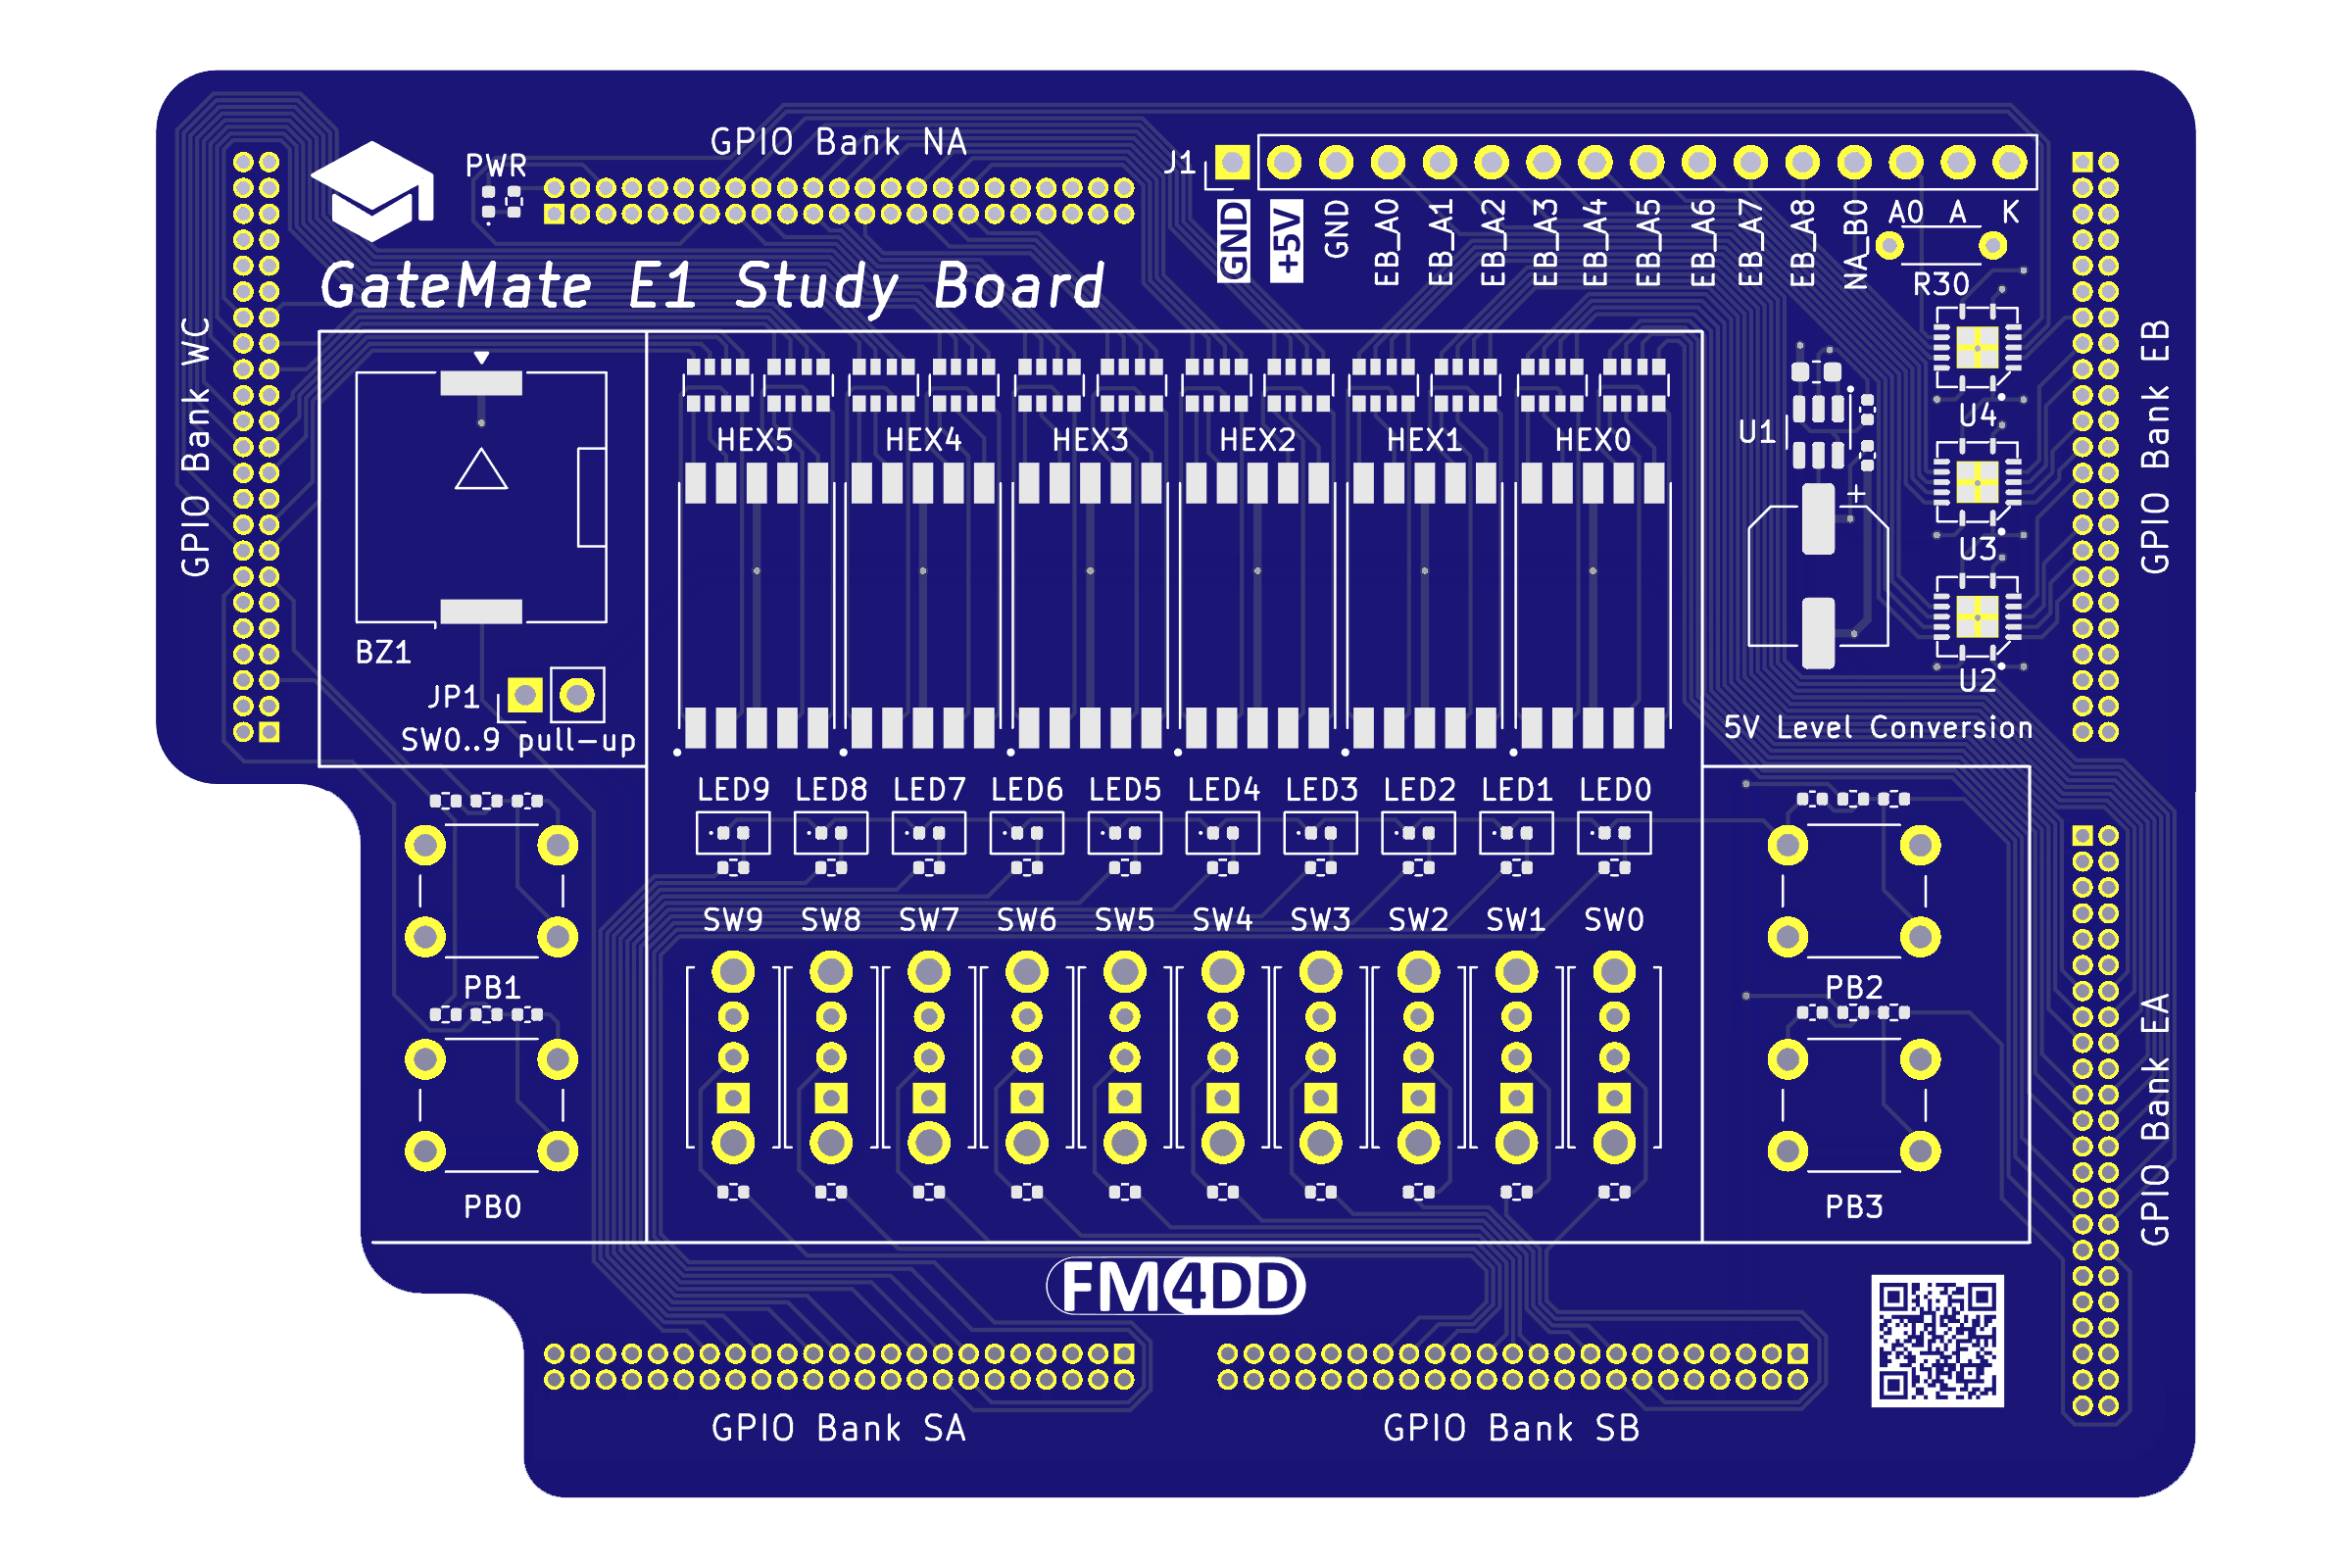 GPIO Bank NA
PWR
J1
GND
+5V
GND
EB_A0
EB_A1
EB_A2
EB_A3
EB_A4
EB_A5
EB_A6
EB_A7
EB_A8
NA_B0
A0 A K
R30
GateMate E1 Study Board
GPIO Bank WC
GPIO Bank EB
HEX5 HEX4 HEX3 HEX2 HEX1 HEX0
U1
+
U4
U3
U2
BZ1
JP1
SW0..9 pull-up
5V Level Conversion
LED9 LED8 LED7 LED6 LED5 LED4 LED3 LED2 LED1 LED0
SW9 SW8 SW7 SW6 SW5 SW4 SW3 SW2 SW1 SW0
PB1
PB2
PB0
PB3
GPIO Bank EA
FM4DD
GPIO Bank SA
GPIO Bank SB